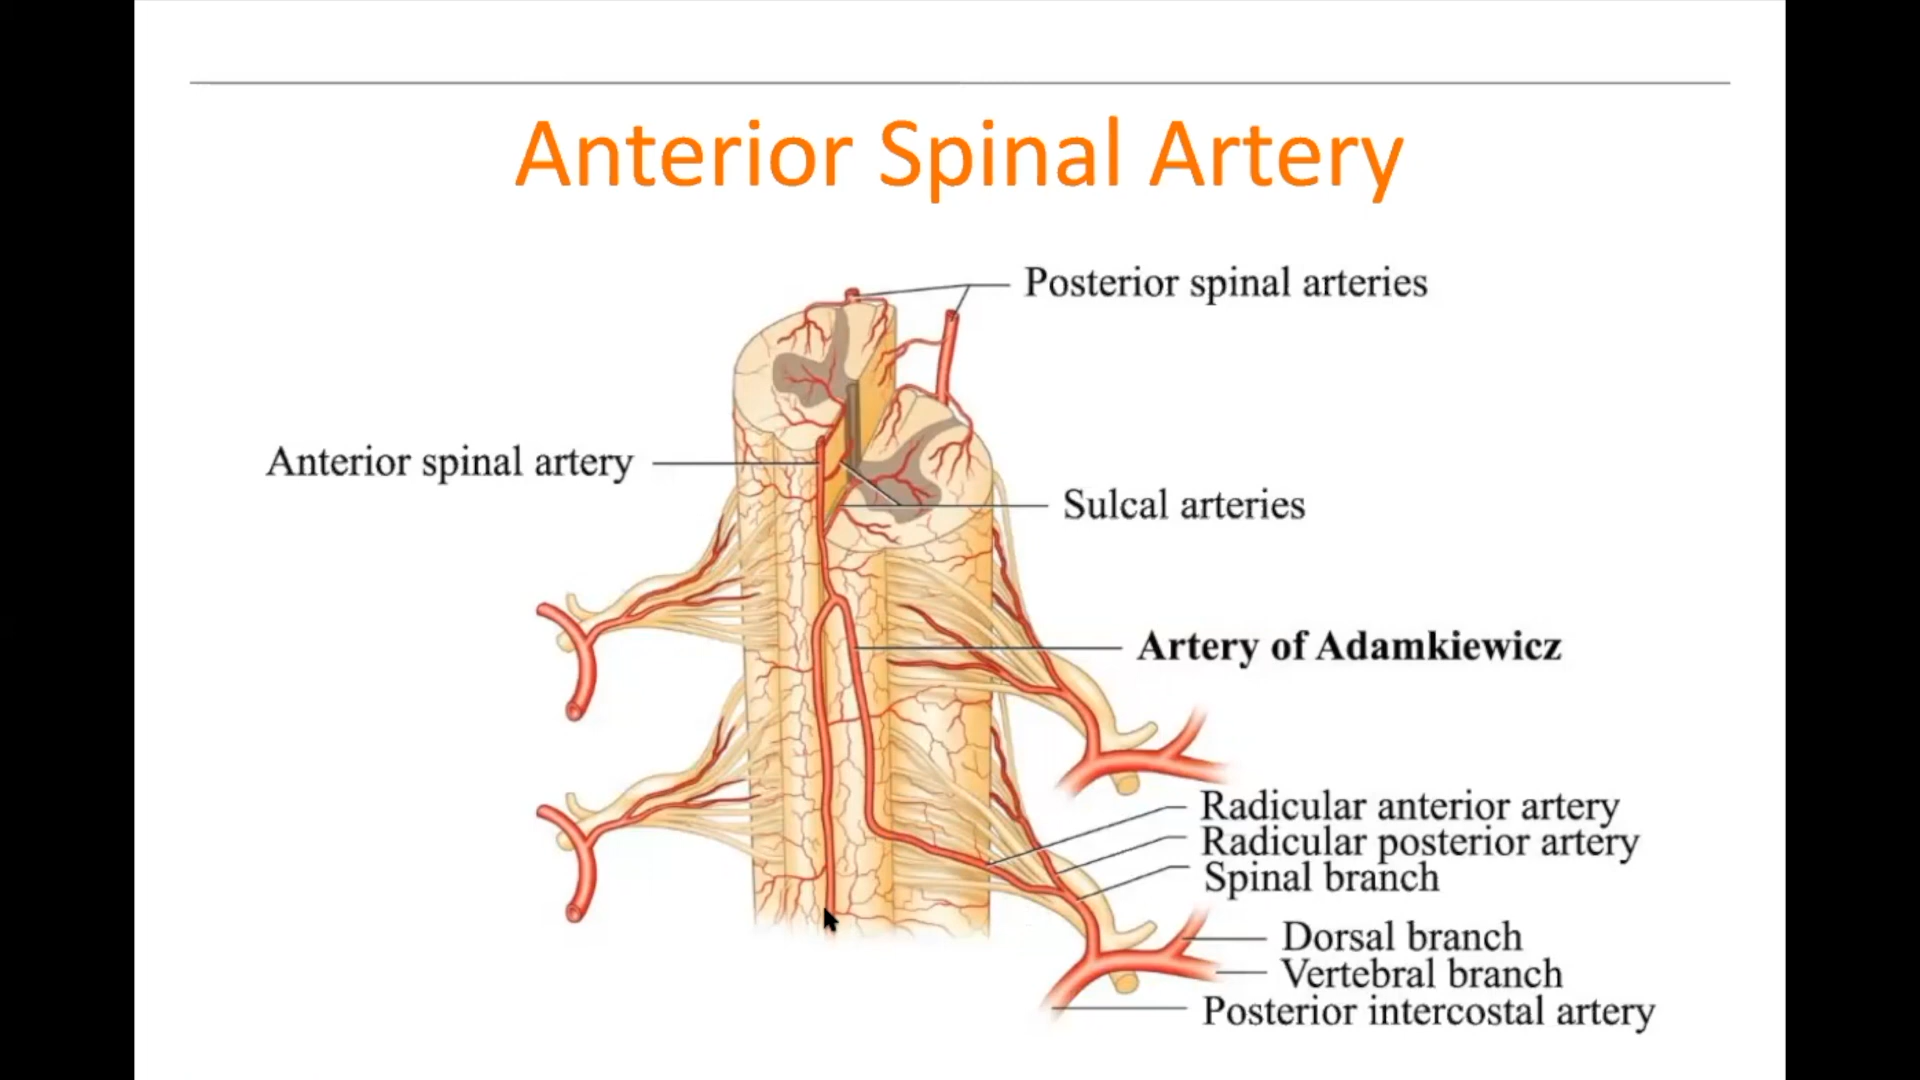 Anterior Spinal Artery
Posterior spinal arteries
Anterior spinal artery
Sulcal arteries
Artery of Adamkiewicz
Radicular anterior artery
Radicular posterior artery
Spinal branch
Dorsal branch
Vertebral branch
Posterior intercostal artery